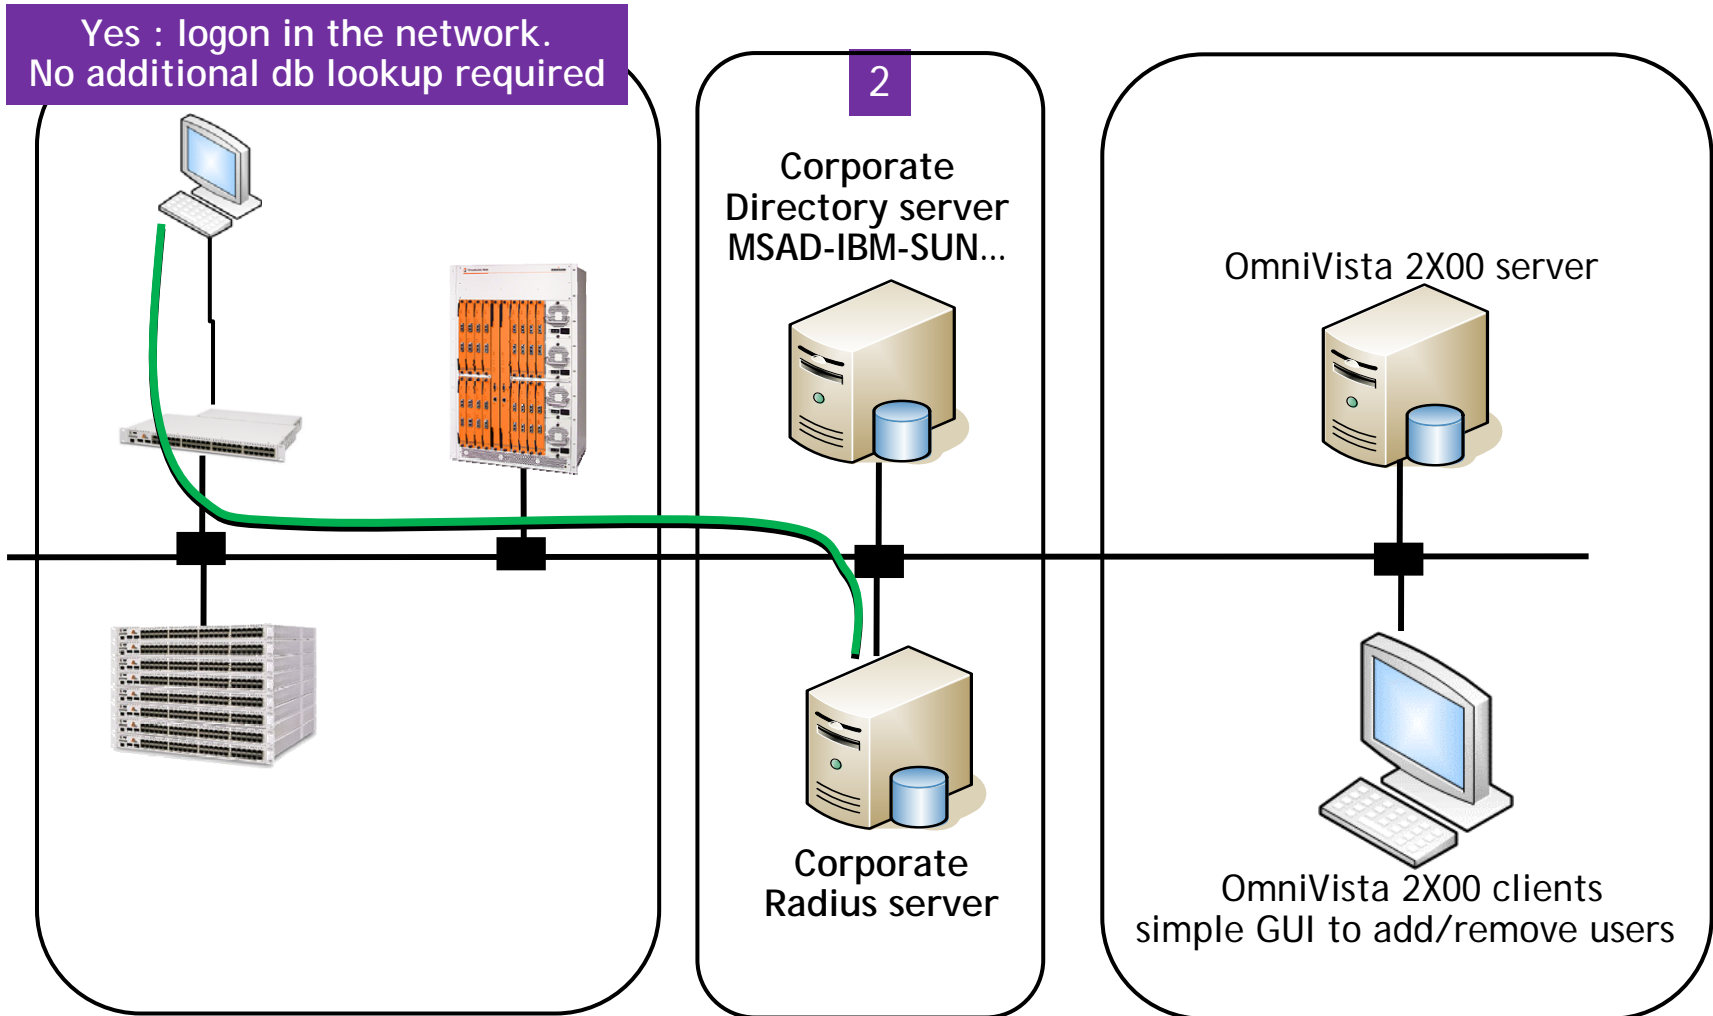 Yes : logon in the network.
No additional db lookup required
2
Corporate
Directory server
MSAD-IBM-SUN...
OmniVista 2X00 server
Corporate
Radius server
OmniVista 2X00 clients
simple GUI to add/remove users